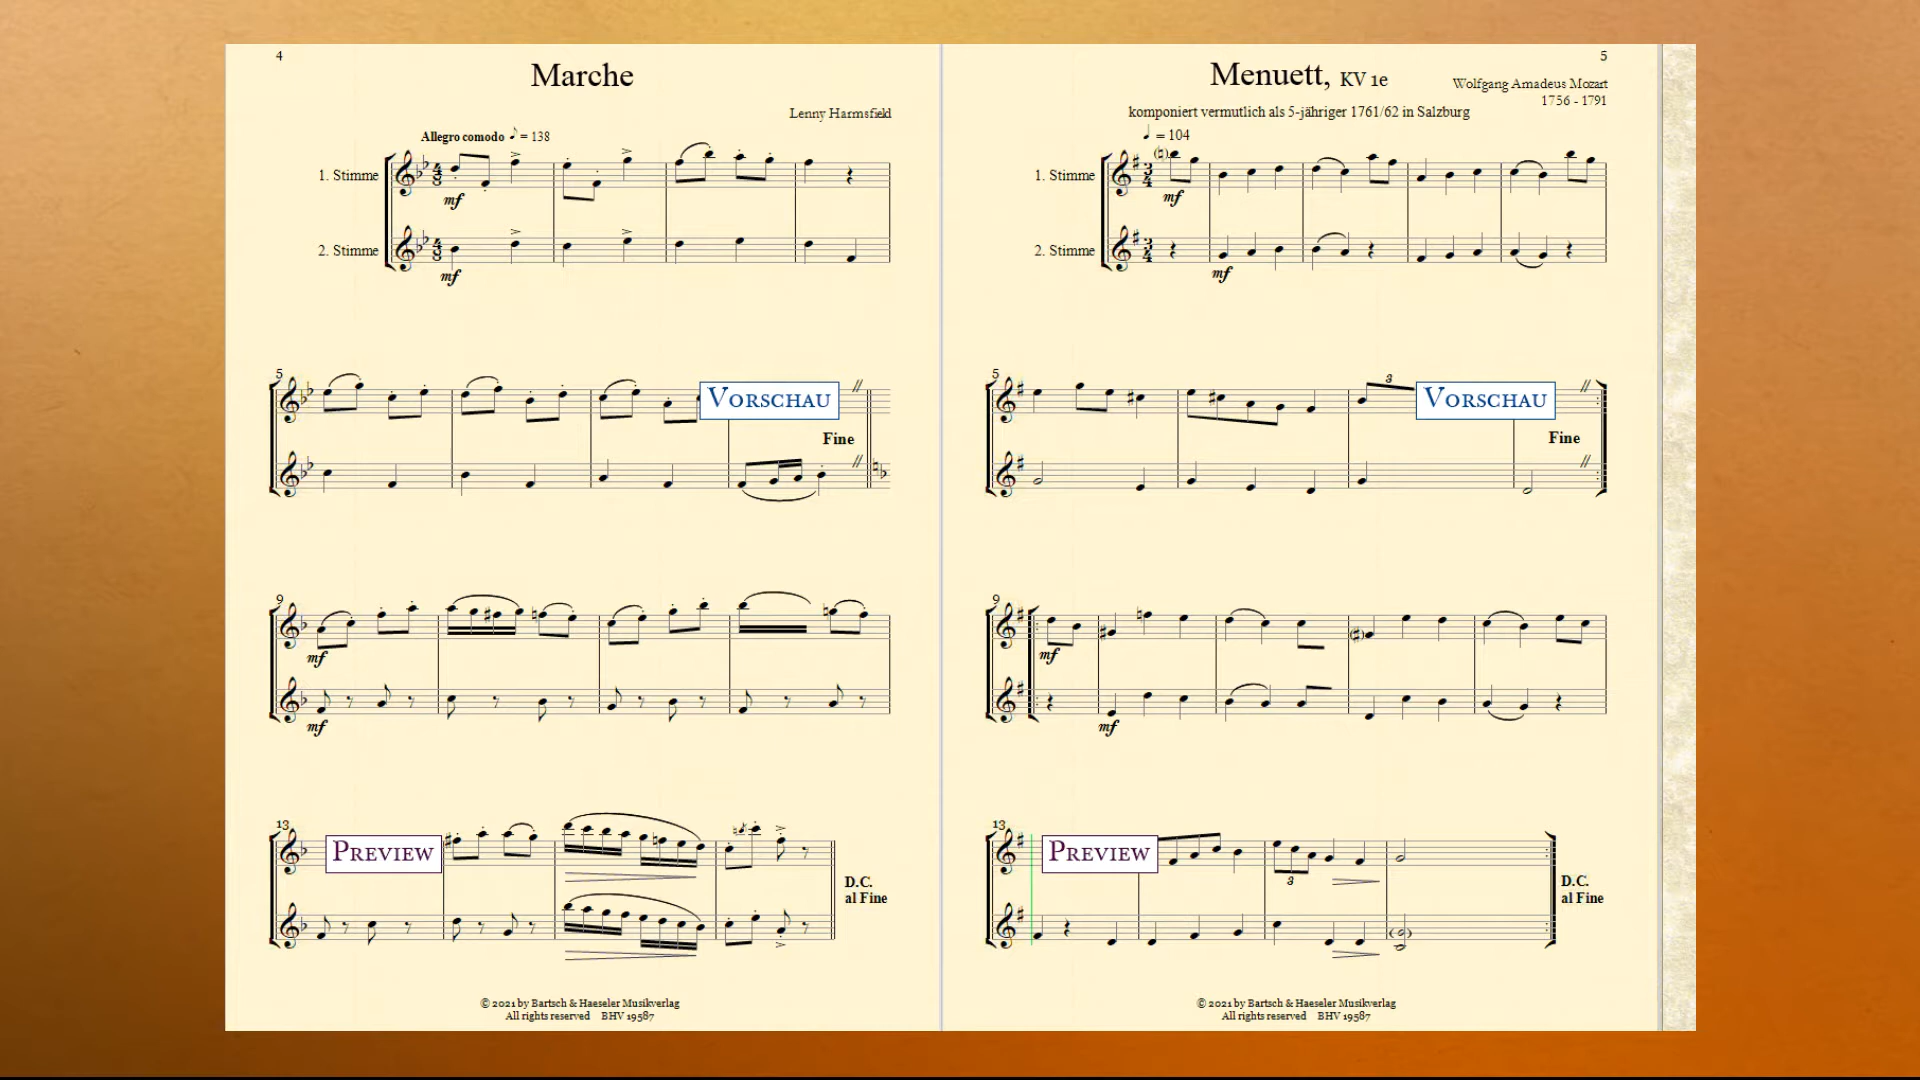 4
Marche
Lenny Harmsfield
Allegro comodo ♪ = 138
1. Stimme
mf
2. Stimme
mf
5
VORSCHAU
Fine
9
mf
mf
13
PREVIEW
D.C.
al Fine
© 2021 by Bartsch & Haeseler Musikverlag
All rights reserved BHV 19587
5
Menuett, KV 1e
Wolfgang Amadeus Mozart
1756 - 1791
komponiert vermutlich als 5-jähriger 1761/62 in Salzburg
♩ = 104
1. Stimme
mf
2. Stimme
mf
5
3
VORSCHAU
Fine
9
mf
mf
13
PREVIEW
3
D.C.
al Fine
© 2021 by Bartsch & Haeseler Musikverlag
All rights reserved BHV 19587